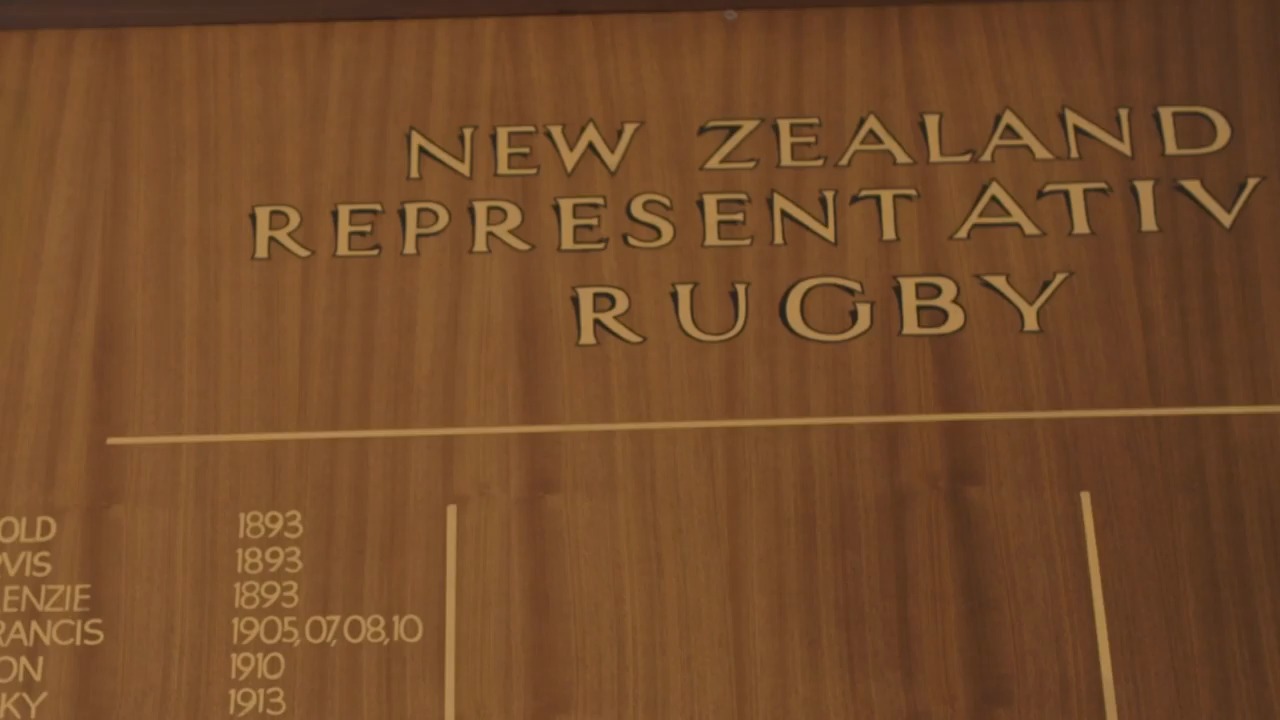 NEW ZEALAND
REPRESENTATIV
RUGBY
OLD 1893
VIS 1893
ENZIE 1893
RANCIS 1905,07,08,10
ON 1910
KY 1913